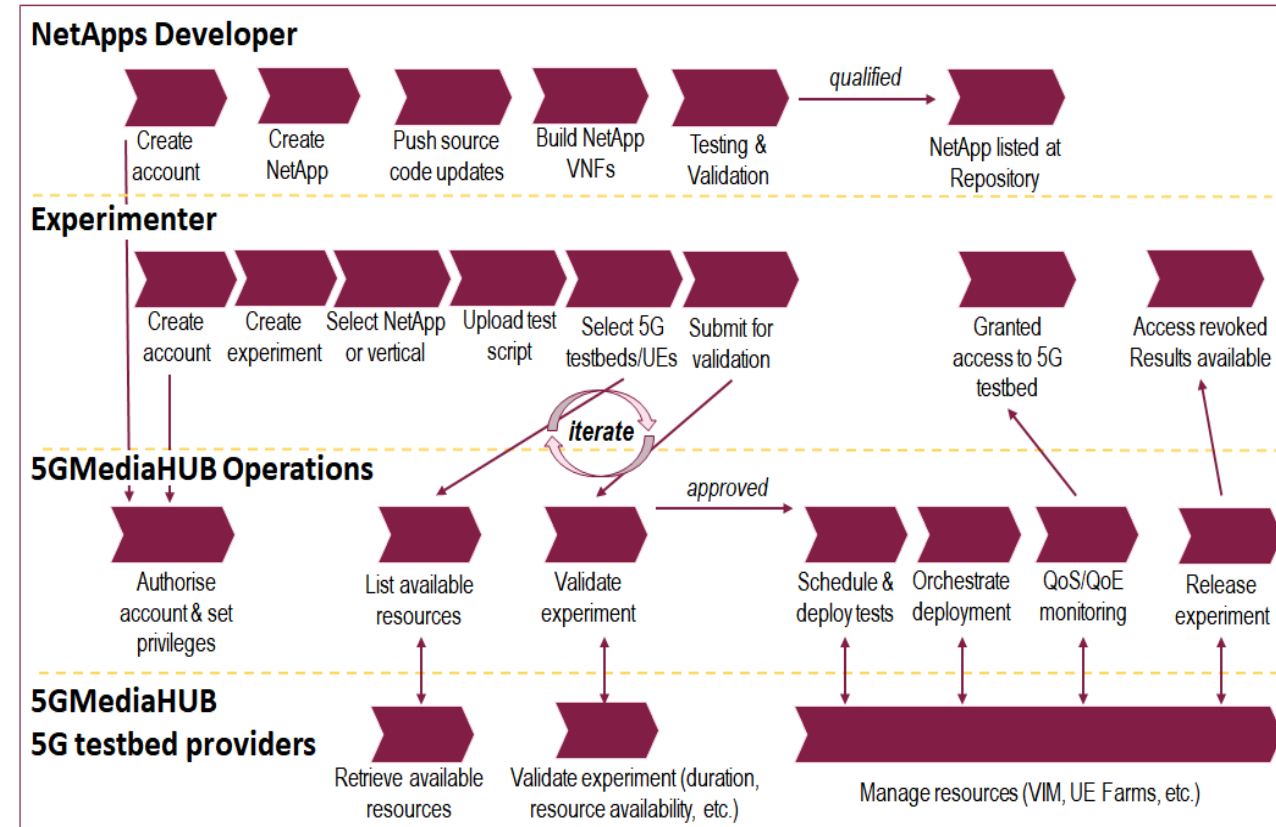 NetApps Developer
qualified
Create
account
Create
NetApp
Push source
code updates
Build NetApp
VNFs
Testing &
Validation
NetApp listed at
Repository
Experimenter
Create
account
Create
experiment
Select NetApp
or vertical
Upload test
script
Select 5G
testbeds/UEs
Submit for
validation
Granted
access to 5G
testbed
Access revoked
Results available
iterate
5GMediaHUB Operations
approved
Authorise
account & set
privileges
List available
resources
Validate
experiment
Schedule &
deploy tests
Orchestrate
deployment
QoS/QoE
monitoring
Release
experiment
5GMediaHUB
5G testbed providers
Retrieve available
resources
Validate experiment (duration,
resource availability, etc.)
Manage resources (VIM, UE Farms, etc.)